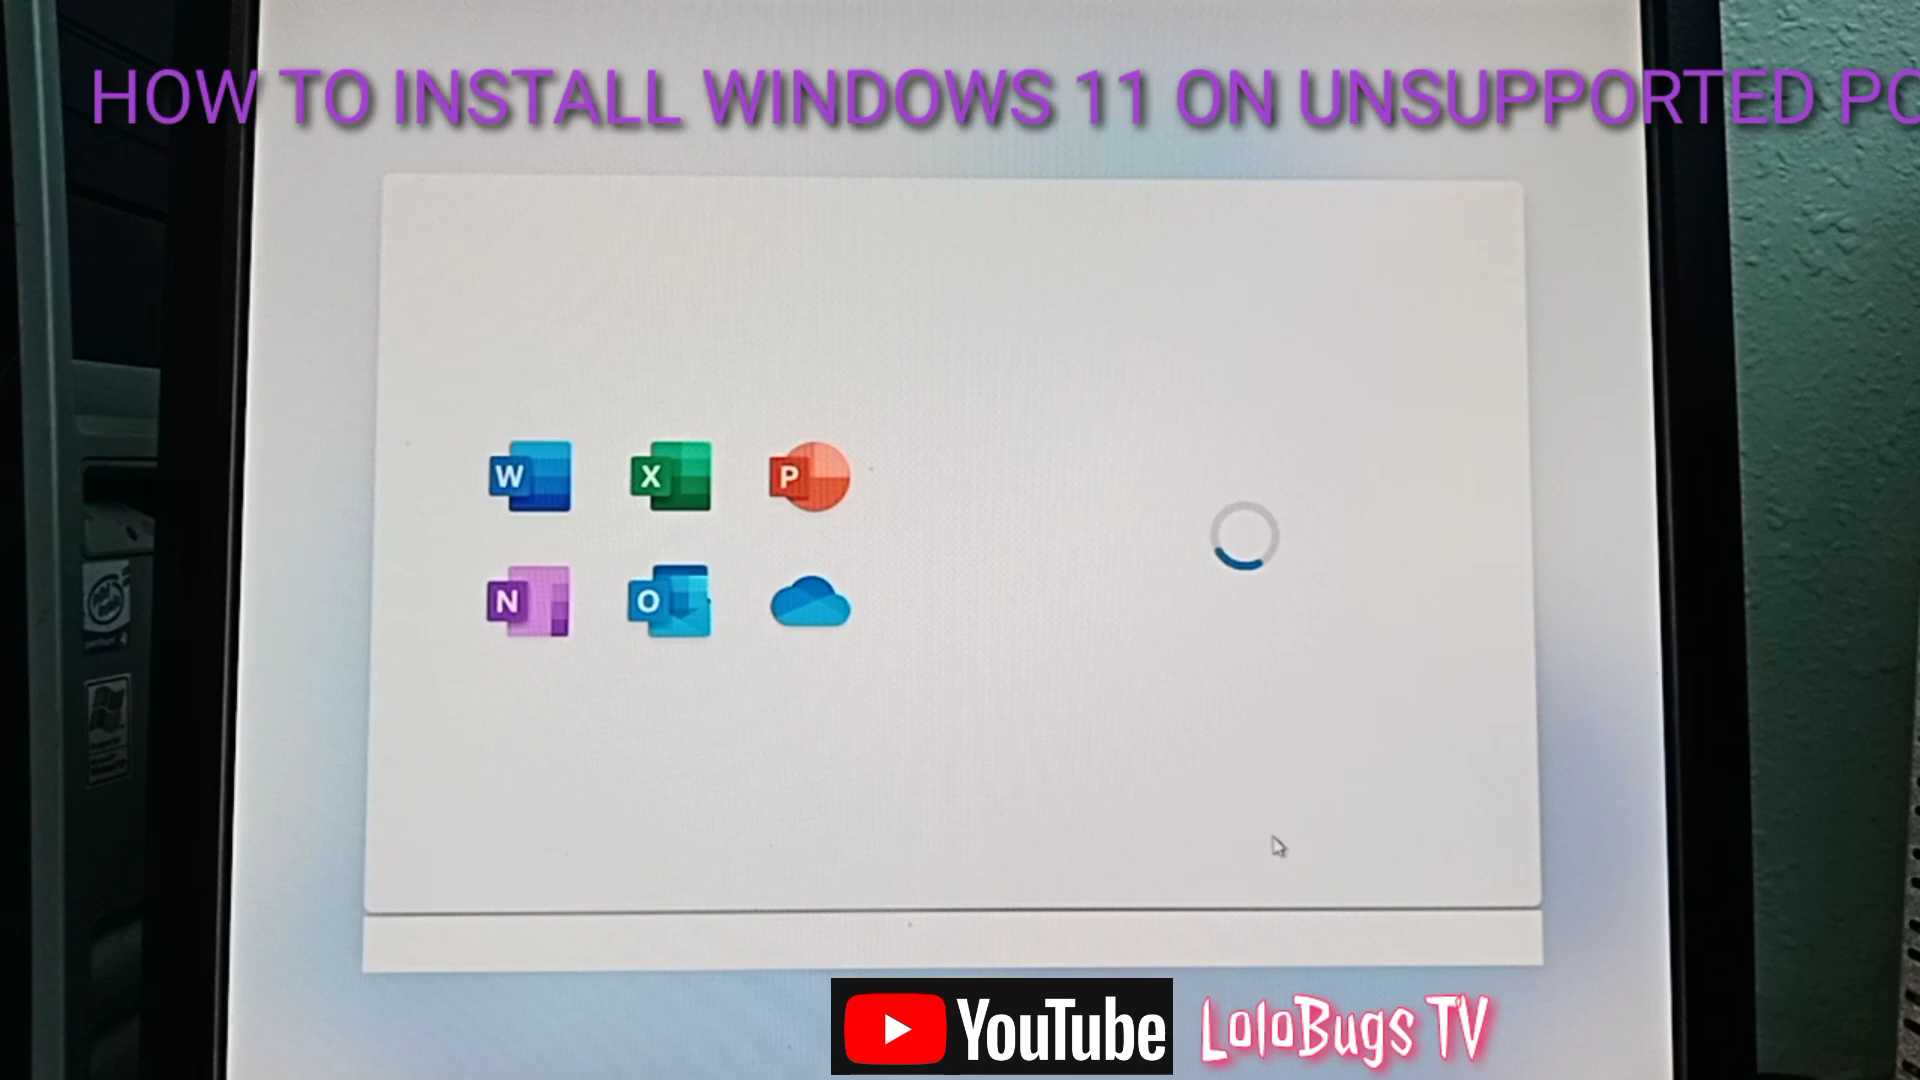 HOW TO INSTALL WINDOWS 11 ON UNSUPPORTED PC
W
X
P
N
O
YouTube LoloBugs TV